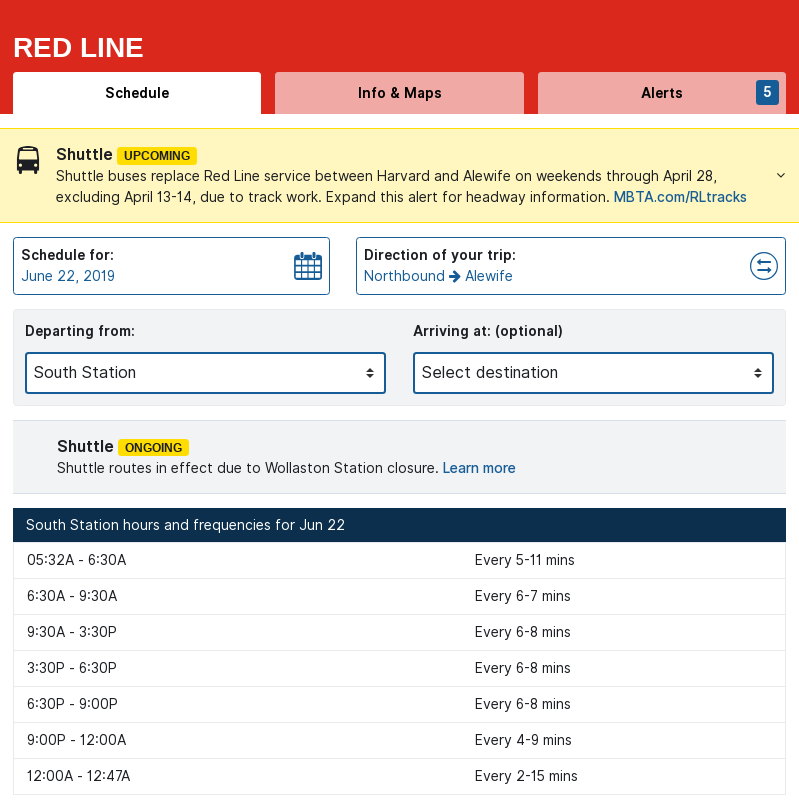 RED LINE
Schedule
Info & Maps
Alerts
5
Shuttle UPCOMING
Shuttle buses replace Red Line service between Harvard and Alewife on weekends through April 28,
excluding April 13-14, due to track work. Expand this alert for headway information. MBTA.com/RLtracks
Schedule for:
June 22, 2019
Direction of your trip:
Northbound → Alewife
Departing from:
South Station
Arriving at: (optional)
Select destination
Shuttle ONGOING
Shuttle routes in effect due to Wollaston Station closure. Learn more
South Station hours and frequencies for Jun 22
05:32A - 6:30A Every 5-11 mins
6:30A - 9:30A Every 6-7 mins
9:30A - 3:30P Every 6-8 mins
3:30P - 6:30P Every 6-8 mins
6:30P - 9:00P Every 6-8 mins
9:00P - 12:00A Every 4-9 mins
12:00A - 12:47A Every 2-15 mins